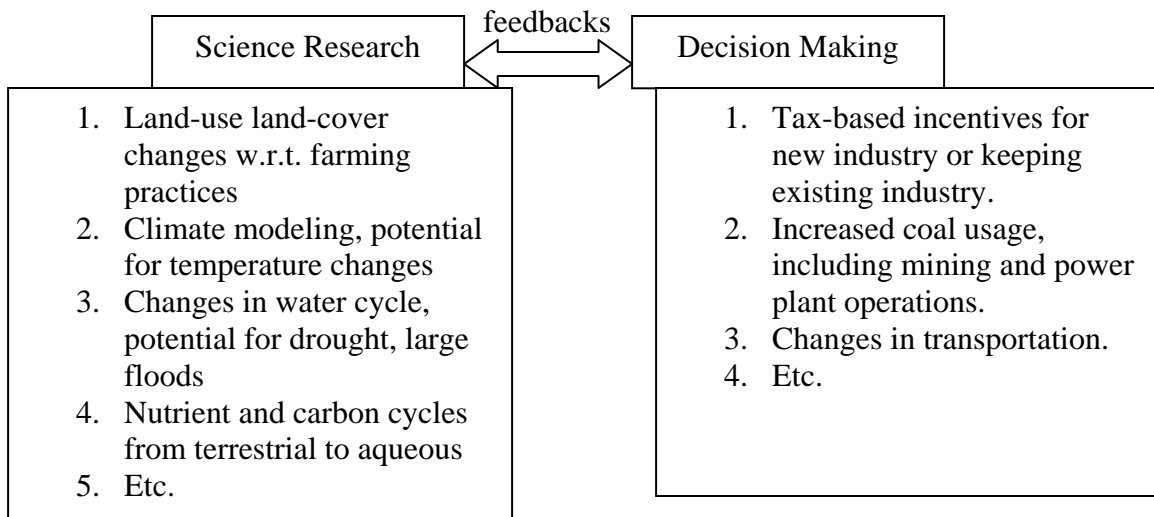 feedbacks
Science Research
Decision Making
1. Land-use land-cover
changes w.r.t. farming
practices
2. Climate modeling, potential
for temperature changes
3. Changes in water cycle,
potential for drought, large
floods
4. Nutrient and carbon cycles
from terrestrial to aqueous
5. Etc.
1. Tax-based incentives for
new industry or keeping
existing industry.
2. Increased coal usage,
including mining and power
plant operations.
3. Changes in transportation.
4. Etc.